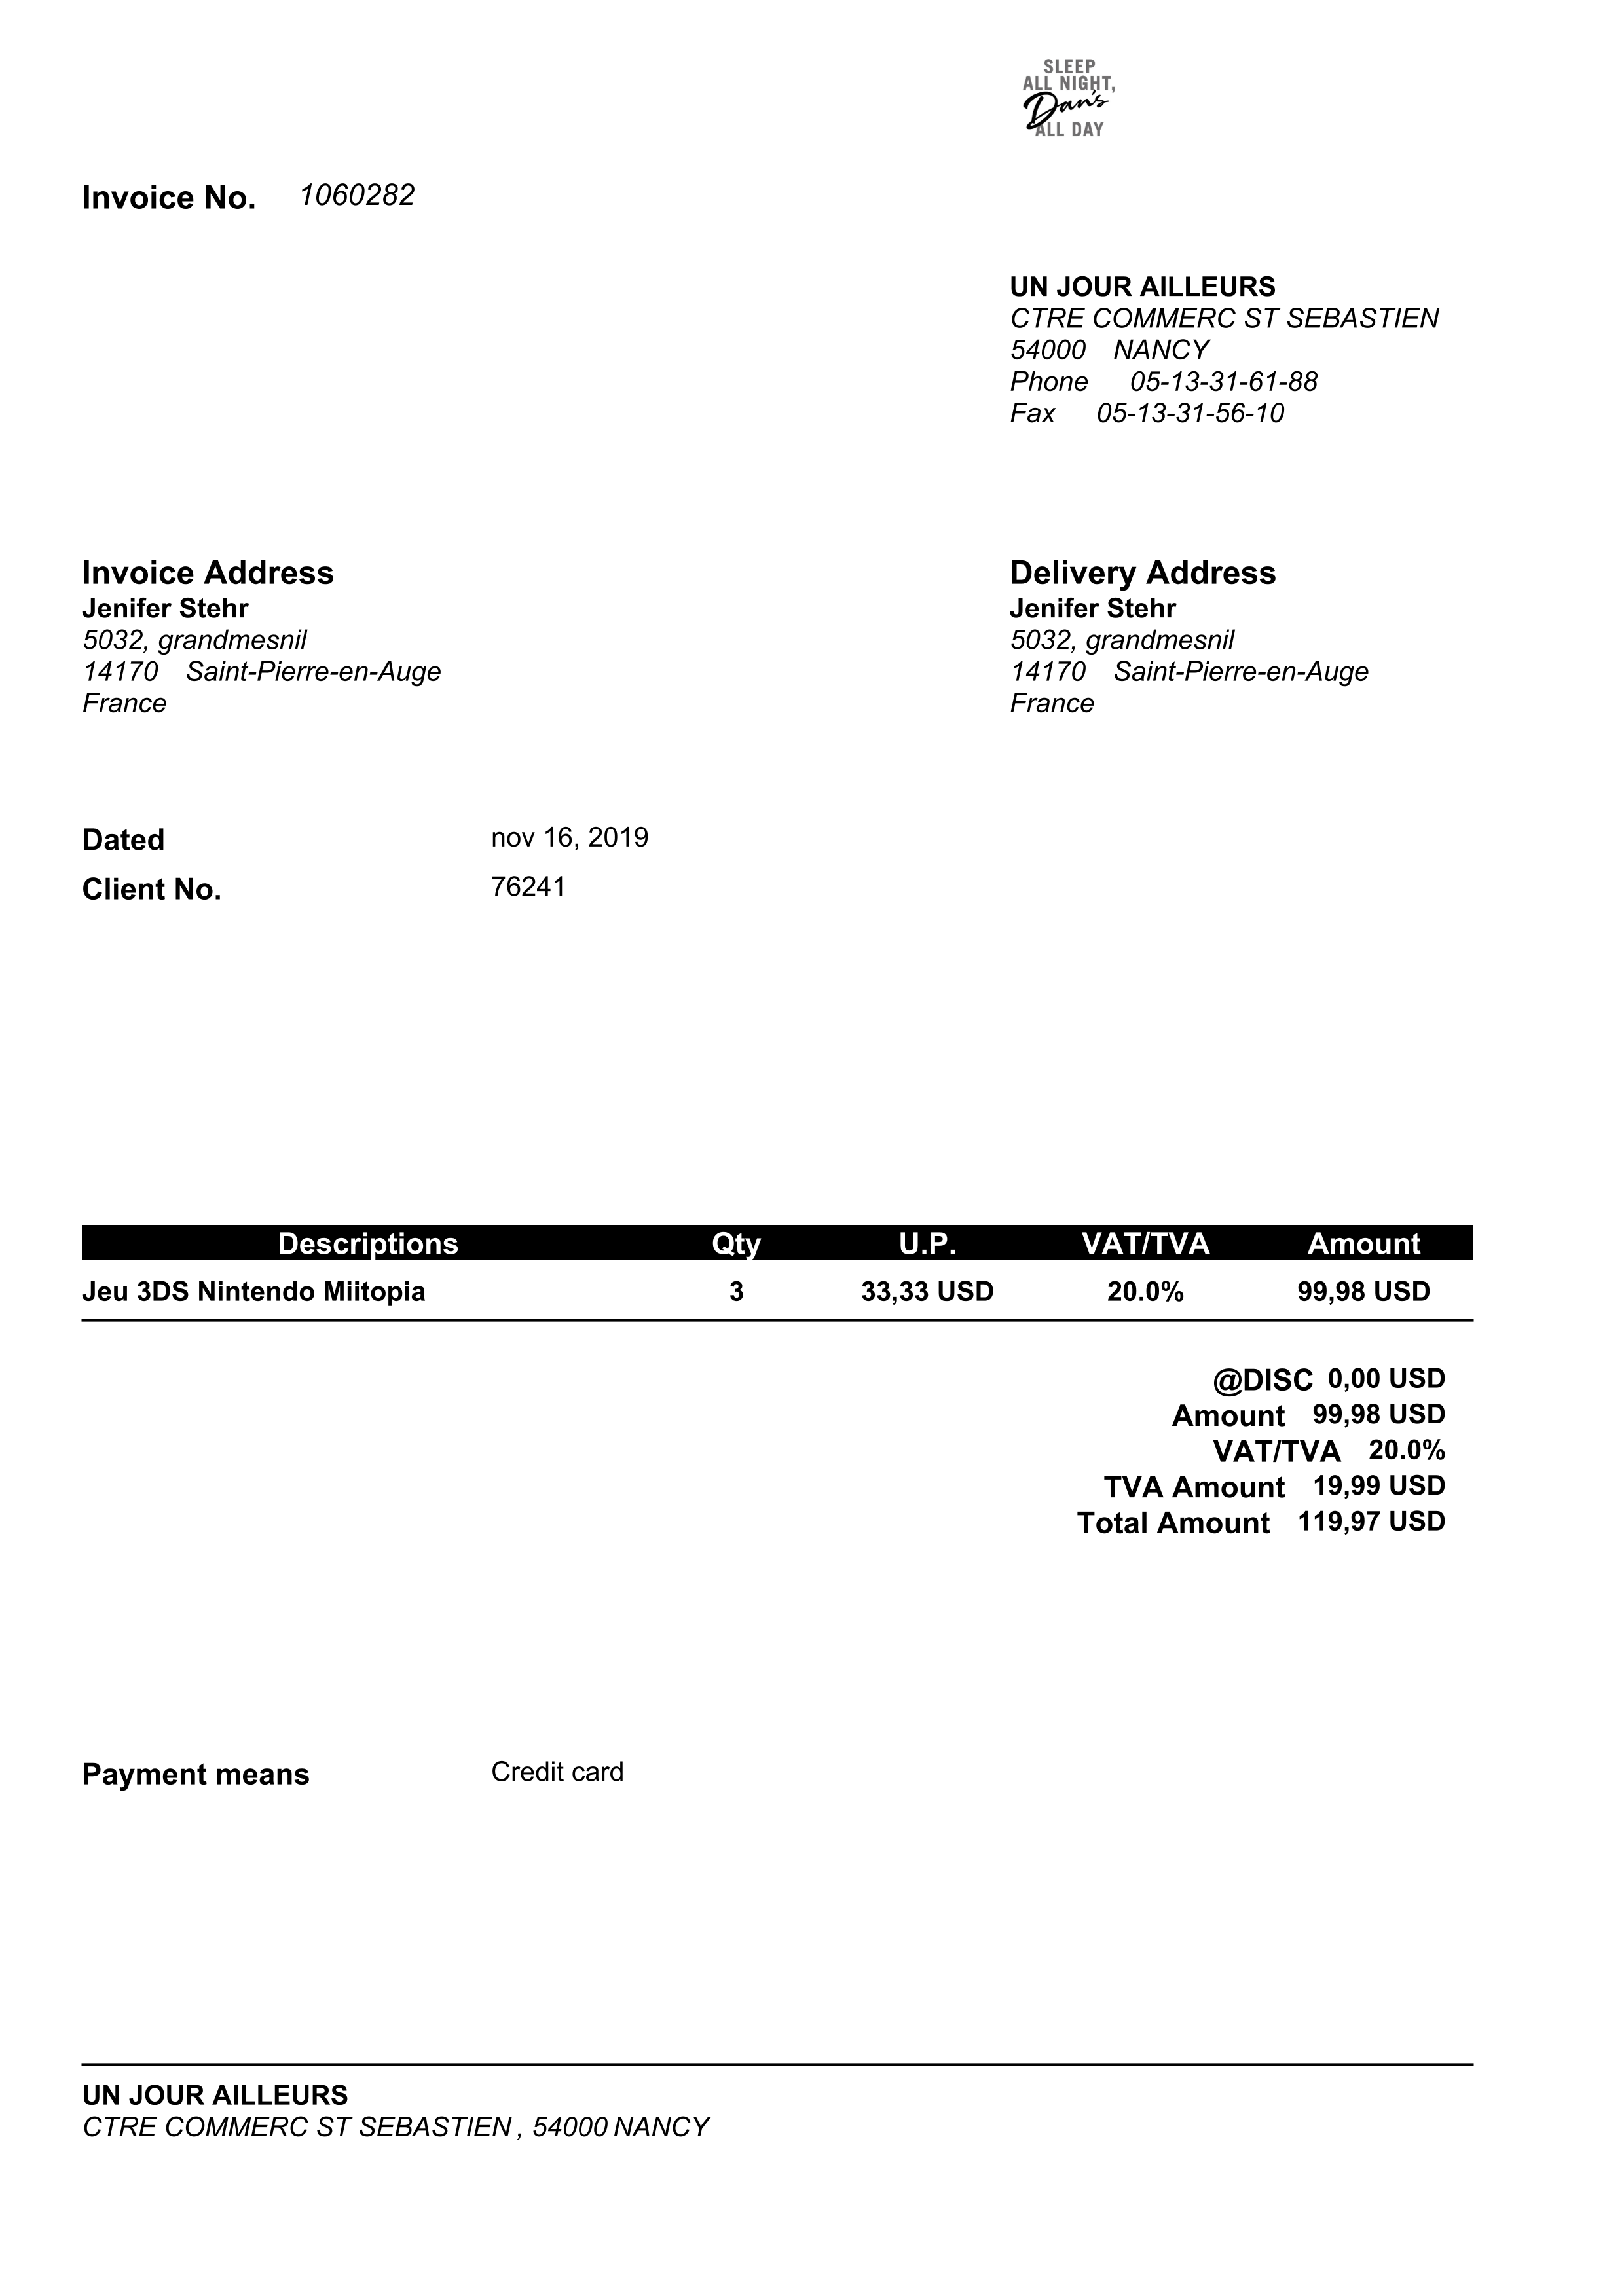 SLEEP
ALL NIGHT,
Dan's
ALL DAY
Invoice No. 1060282
UN JOUR AILLEURS
CTRE COMMERC ST SEBASTIEN
54000 NANCY
Phone 05-13-31-61-88
Fax 05-13-31-56-10
Invoice Address
Jenifer Stehr
5032, grandmesnil
14170 Saint-Pierre-en-Auge
France
Delivery Address
Jenifer Stehr
5032, grandmesnil
14170 Saint-Pierre-en-Auge
France
Dated nov 16, 2019
Client No. 76241
Descriptions Qty U.P. VAT/TVA Amount
Jeu 3DS Nintendo Miitopia 3 33,33 USD 20.0% 99,98 USD
@DISC 0,00 USD
Amount 99,98 USD
VAT/TVA 20.0%
TVA Amount 19,99 USD
Total Amount 119,97 USD
Payment means Credit card
UN JOUR AILLEURS
CTRE COMMERC ST SEBASTIEN , 54000 NANCY